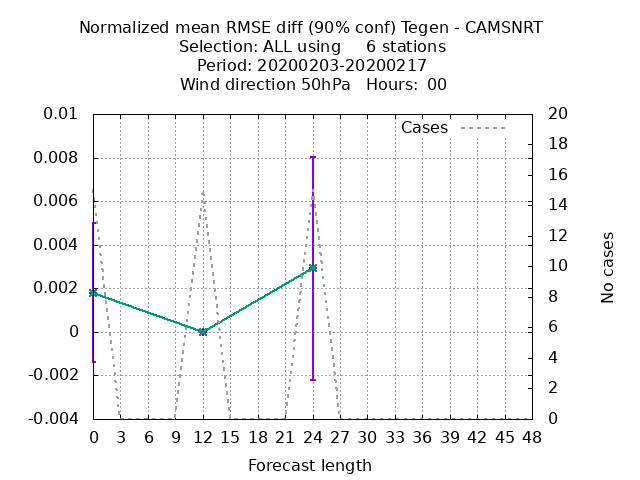 Normalized mean RMSE diff (90% conf) Tegen - CAMSNRT
Selection: ALL using     6 stations
Period: 20200203-20200217
Wind direction 50hPa   Hours:  00
Cases
0.01
0.008
0.006
0.004
0.002
0
-0.002
-0.004
20
18
16
14
12
10
8
6
4
2
0
No cases
0 3 6 9 12 15 18 21 24 27 30 33 36 39 42 45 48
Forecast length